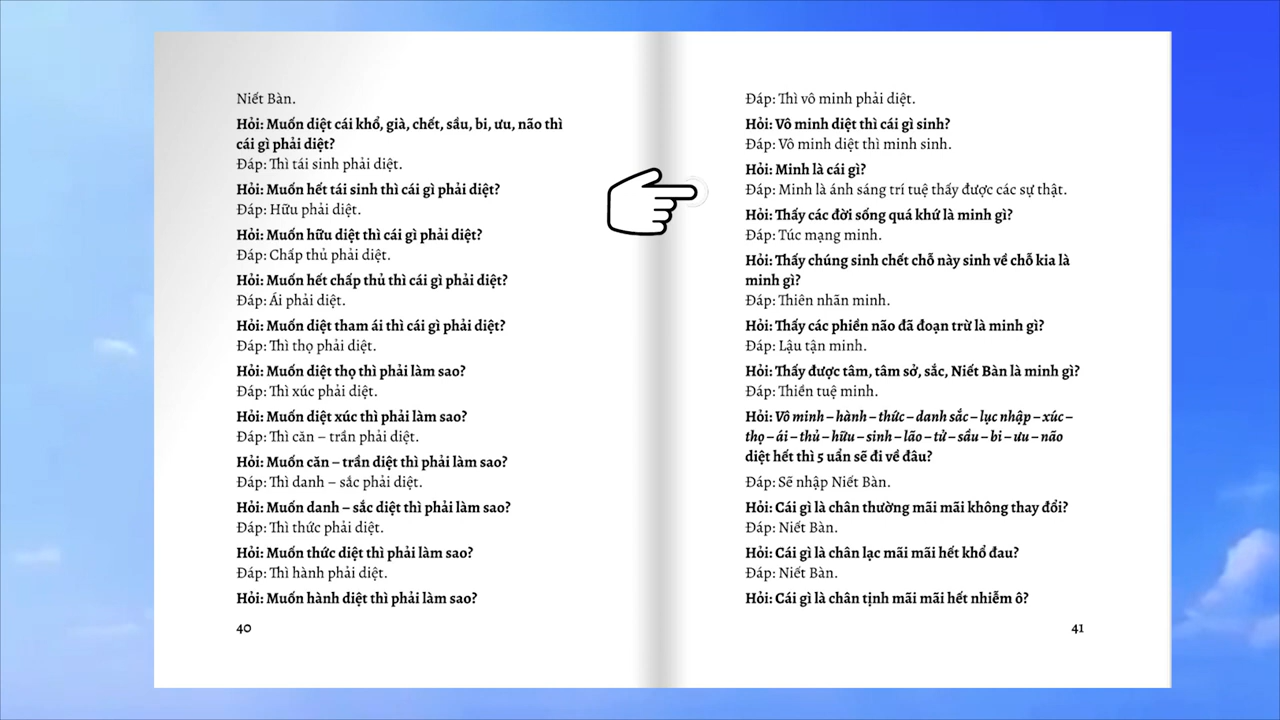 Niết Bàn.
Hỏi: Muốn diệt cái khổ, già, chết, sầu, bi, ưu, não thì
cái gì phải diệt?
Đáp: Thì tái sinh phải diệt.
Hỏi: Muốn hết tái sinh thì cái gì phải diệt?
Đáp: Hữu phải diệt.
Hỏi: Muốn hữu diệt thì cái gì phải diệt?
Đáp: Chấp thủ phải diệt.
Hỏi: Muốn hết chấp thủ thì cái gì phải diệt?
Đáp: Ái phải diệt.
Hỏi: Muốn diệt tham ái thì cái gì phải diệt?
Đáp: Thì thọ phải diệt.
Hỏi: Muốn diệt thọ thì phải làm sao?
Đáp: Thì xúc phải diệt.
Hỏi: Muốn diệt xúc thì phải làm sao?
Đáp: Thì căn – trần phải diệt.
Hỏi: Muốn căn – trần diệt thì phải làm sao?
Đáp: Thì danh – sắc phải diệt.
Hỏi: Muốn danh – sắc diệt thì phải làm sao?
Đáp: Thì thức phải diệt.
Hỏi: Muốn thức diệt thì phải làm sao?
Đáp: Thì hành phải diệt.
Hỏi: Muốn hành diệt thì phải làm sao?
40
Đáp: Thì vô minh phải diệt.
Hỏi: Vô minh diệt thì cái gì sinh?
Đáp: Vô minh diệt thì minh sinh.
Hỏi: Minh là cái gì?
Đáp: Minh là ánh sáng trí tuệ thấy được các sự thật.
Hỏi: Thấy các đời sống quá khứ là minh gì?
Đáp: Túc mạng minh.
Hỏi: Thấy chúng sinh chết chỗ này sinh về chỗ kia là
minh gì?
Đáp: Thiên nhãn minh.
Hỏi: Thấy các phiền não đã đoạn trừ là minh gì?
Đáp: Lậu tận minh.
Hỏi: Thấy được tâm, tâm sở, sắc, Niết Bàn là minh gì?
Đáp: Thiền tuệ minh.
Hỏi: Vô minh – hành – thức – danh sắc – lục nhập – xúc –
thọ – ái – thủ – hữu – sinh – lão – tử – sầu – bi – ưu – não
diệt hết thì 5 uẩn sẽ đi về đâu?
Đáp: Sẽ nhập Niết Bàn.
Hỏi: Cái gì là chân thường mãi mãi không thay đổi?
Đáp: Niết Bàn.
Hỏi: Cái gì là chân lạc mãi mãi hết khổ đau?
Đáp: Niết Bàn.
Hỏi: Cái gì là chân tịnh mãi mãi hết nhiễm ô?
41